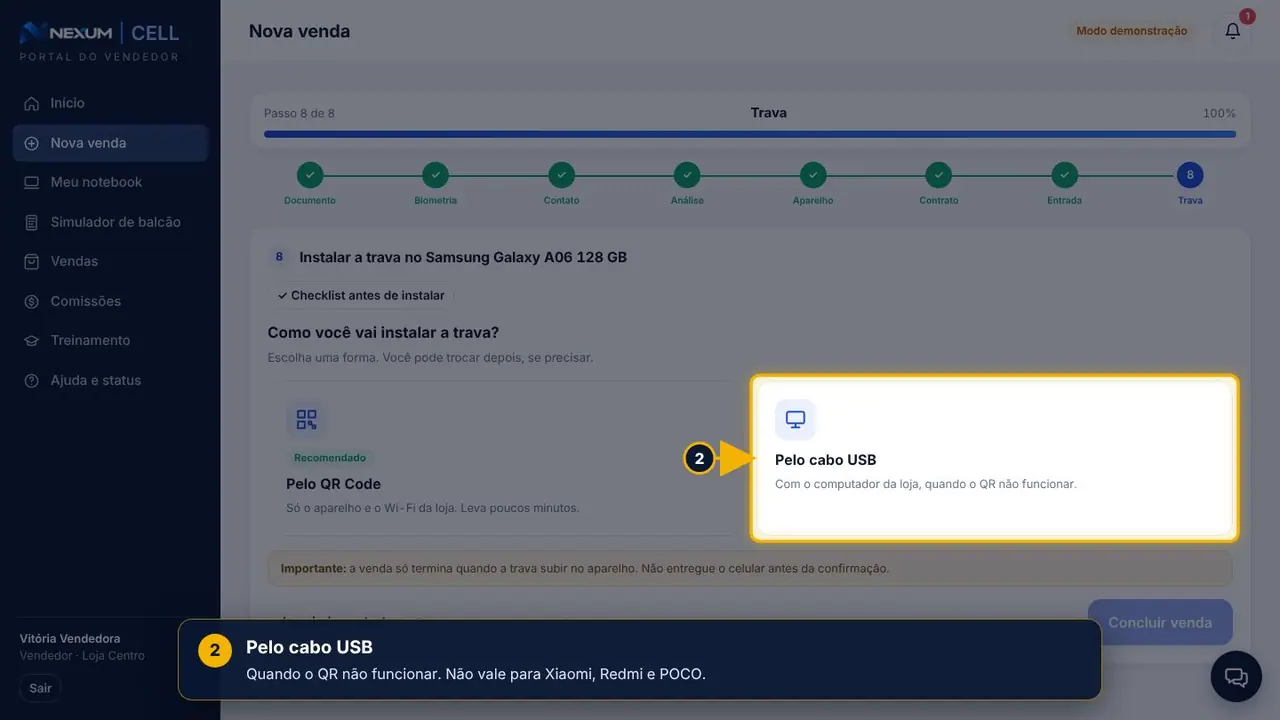 NEXUM | CELL
PORTAL DO VENDEDOR
Início
Nova venda
Meu notebook
Simulador de balcão
Vendas
Comissões
Treinamento
Ajuda e status
Vitória Vendedora
Vendedor · Loja Centro
Sair
Nova venda
Modo demonstração
1
Passo 8 de 8
Trava
100%
8
Documento
Biometria
Contato
Análise
Aparelho
Contrato
Entrada
Trava
8 Instalar a trava no Samsung Galaxy A06 128 GB
✓ Checklist antes de instalar
Como você vai instalar a trava?
Escolha uma forma. Você pode trocar depois, se precisar.
Recomendado
Pelo QR Code
Só o aparelho e o Wi-Fi da loja. Leva poucos minutos.
2
Pelo cabo USB
Com o computador da loja, quando o QR não funcionar.
Importante: a venda só termina quando a trava subir no aparelho. Não entregue o celular antes da confirmação.
Concluir venda
2
Pelo cabo USB
Quando o QR não funcionar. Não vale para Xiaomi, Redmi e POCO.